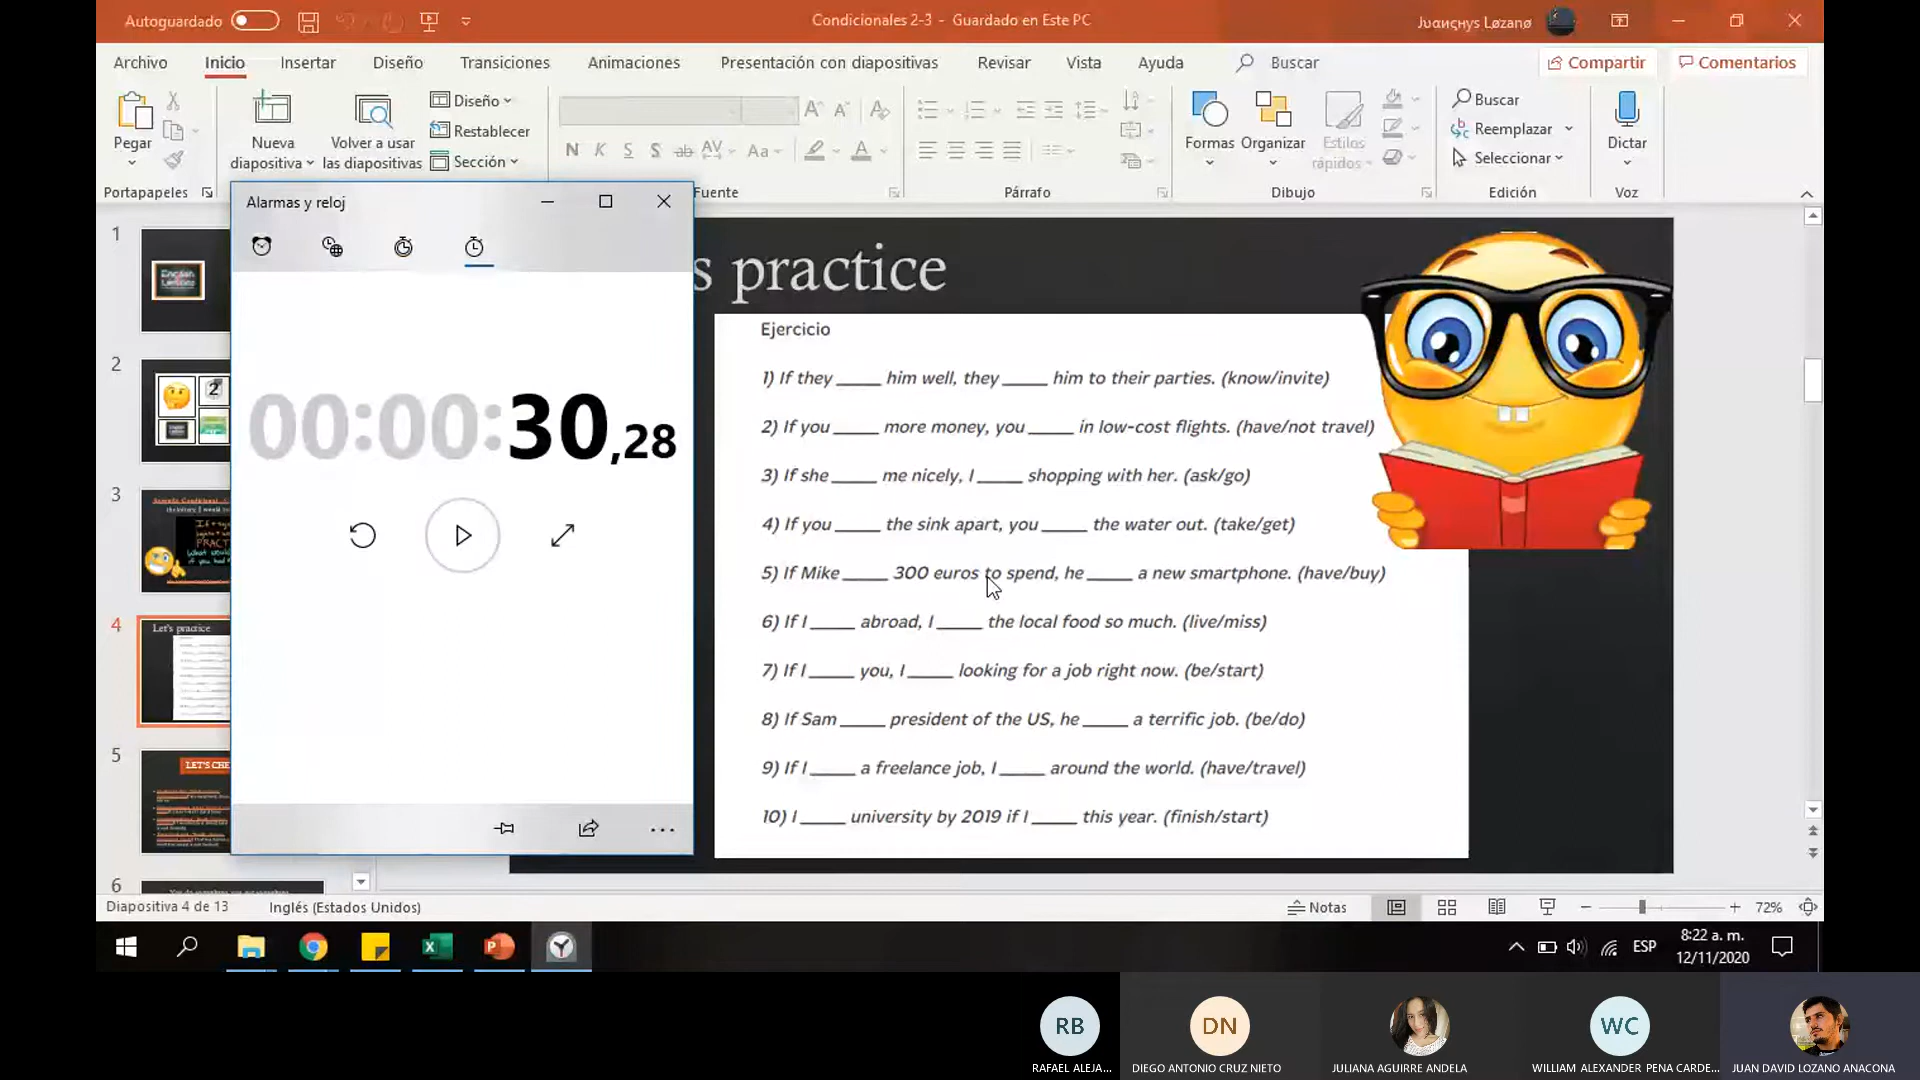 Autoguardado
Condicionales 2-3 - Guardado en Este PC
Archivo Inicio Insertar Diseño Transiciones Animaciones Presentación con diapositivas Revisar Vista Ayuda Buscar Compartir Comentarios
Pegar
Nueva diapositiva
Volver a usar las diapositivas
Diseño
Restablecer
Sección
N K S S ab AV Aa A
Formas
Organizar
Estilos rápidos
Buscar
Reemplazar
Seleccionar
Dictar
Portapapeles
Fuente
Párrafo
Dibujo
Edición
Voz
Alarmas y reloj
00:00:30,28
1
2
3
4
Let's practice
5
6
s practice
Ejercicio
1) If they _____ him well, they _____ him to their parties. (know/invite)
2) If you _____ more money, you _____ in low-cost flights. (have/not travel)
3) If she _____ me nicely, I _____ shopping with her. (ask/go)
4) If you _____ the sink apart, you _____ the water out. (take/get)
5) If Mike _____ 300 euros to spend, he _____ a new smartphone. (have/buy)
6) If I _____ abroad, I _____ the local food so much. (live/miss)
7) If I _____ you, I _____ looking for a job right now. (be/start)
8) If Sam _____ president of the US, he _____ a terrific job. (be/do)
9) If I _____ a freelance job, I _____ around the world. (have/travel)
10) I _____ university by 2019 if I _____ this year. (finish/start)
Diapositiva 4 de 13 Inglés (Estados Unidos)
Notas
72%
ESP
8:22 a. m.
12/11/2020
RB
DN
WC
RAFAEL ALEJA...
DIEGO ANTONIO CRUZ NIETO
JULIANA AGUIRRE ANDELA
WILLIAM ALEXANDER PENA CARDE...
JUAN DAVID LOZANO ANACONA